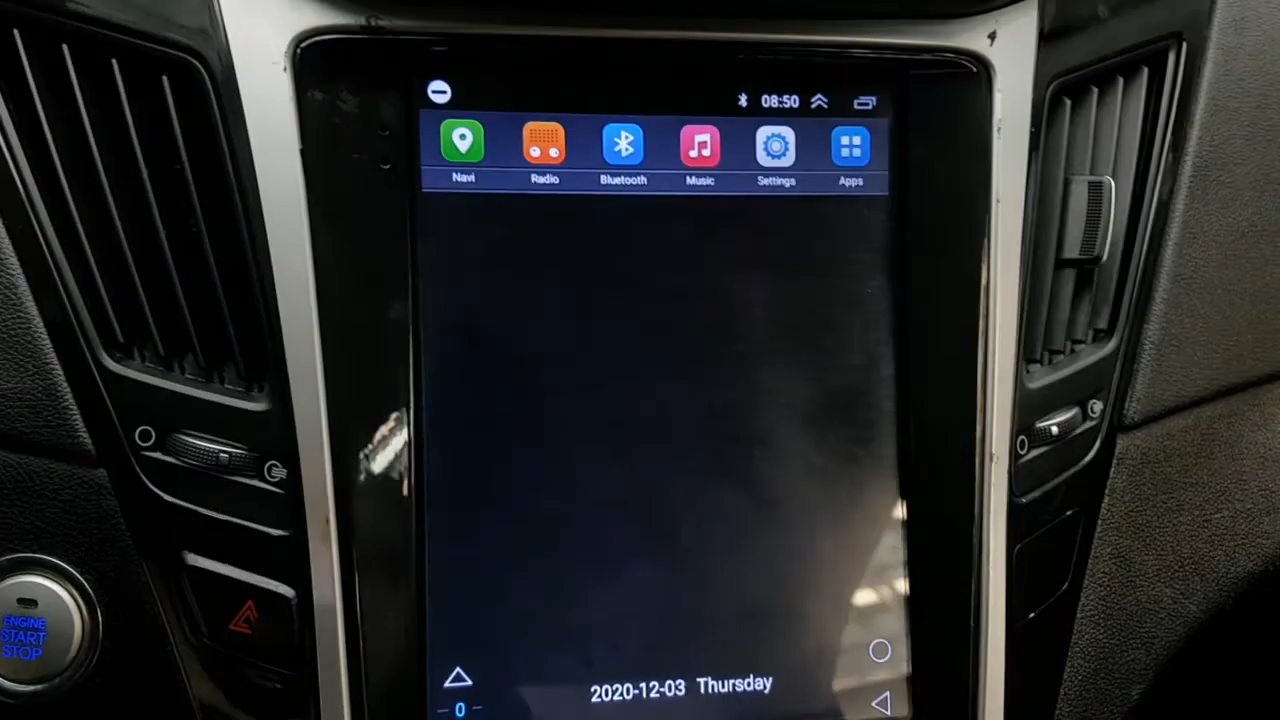 08:50
Navi Radio Bluetooth Music Settings Apps
ENGINE
START
STOP
2020-12-03 Thursday
0